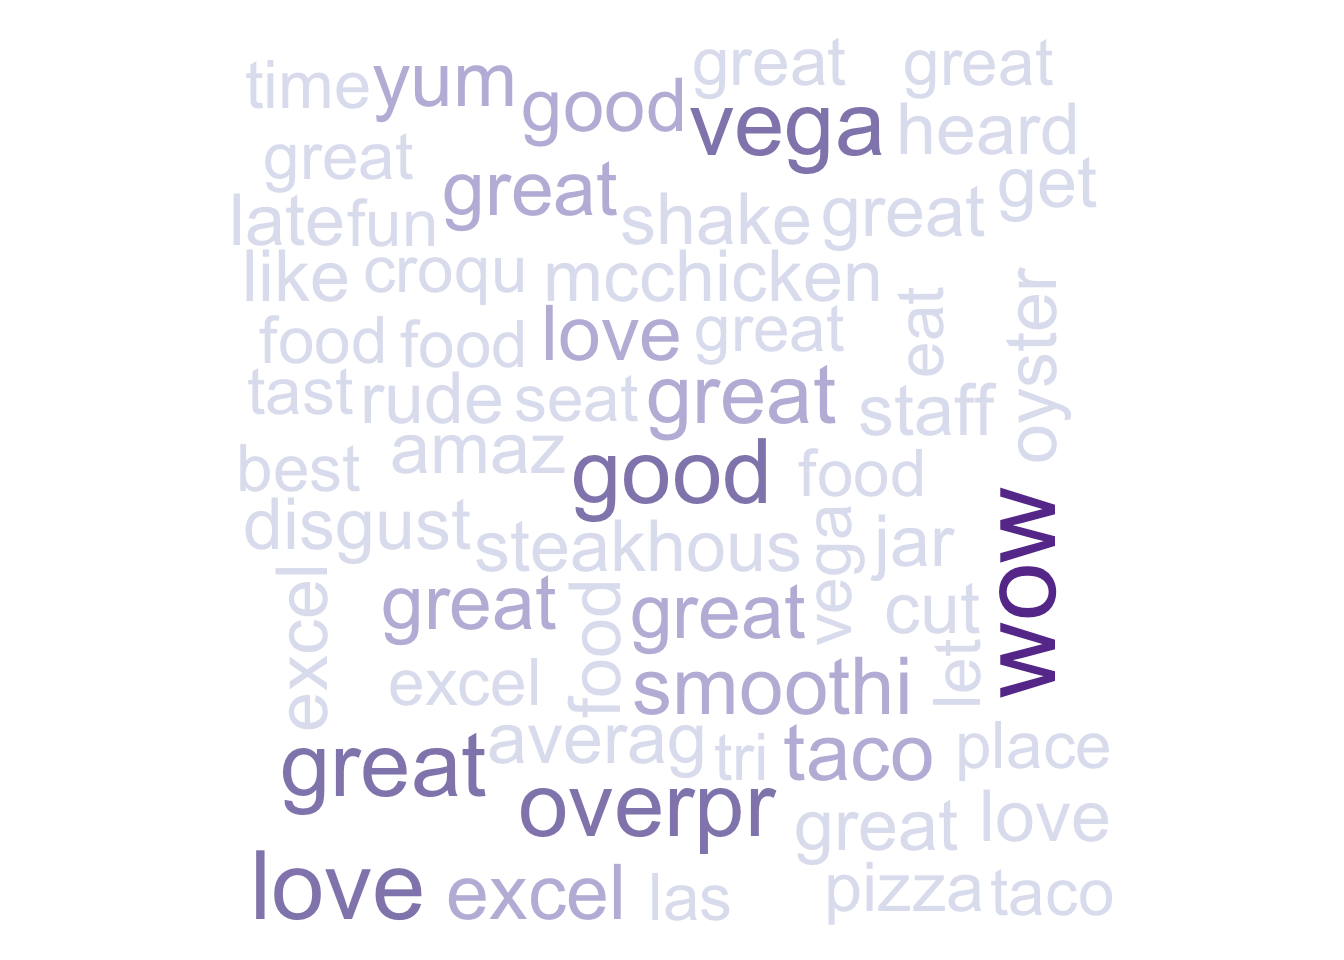 time yum good great great
vega heard
great great get
late fun shake great
like croqu mcchicken eat oyster
food food love great
tast rude seat great staff
best amaz good food
disgust steakhous vega jar wow
excel great food great cut
excel smoothi let
great averag tri taco place
overpr great love
love excel las pizza taco